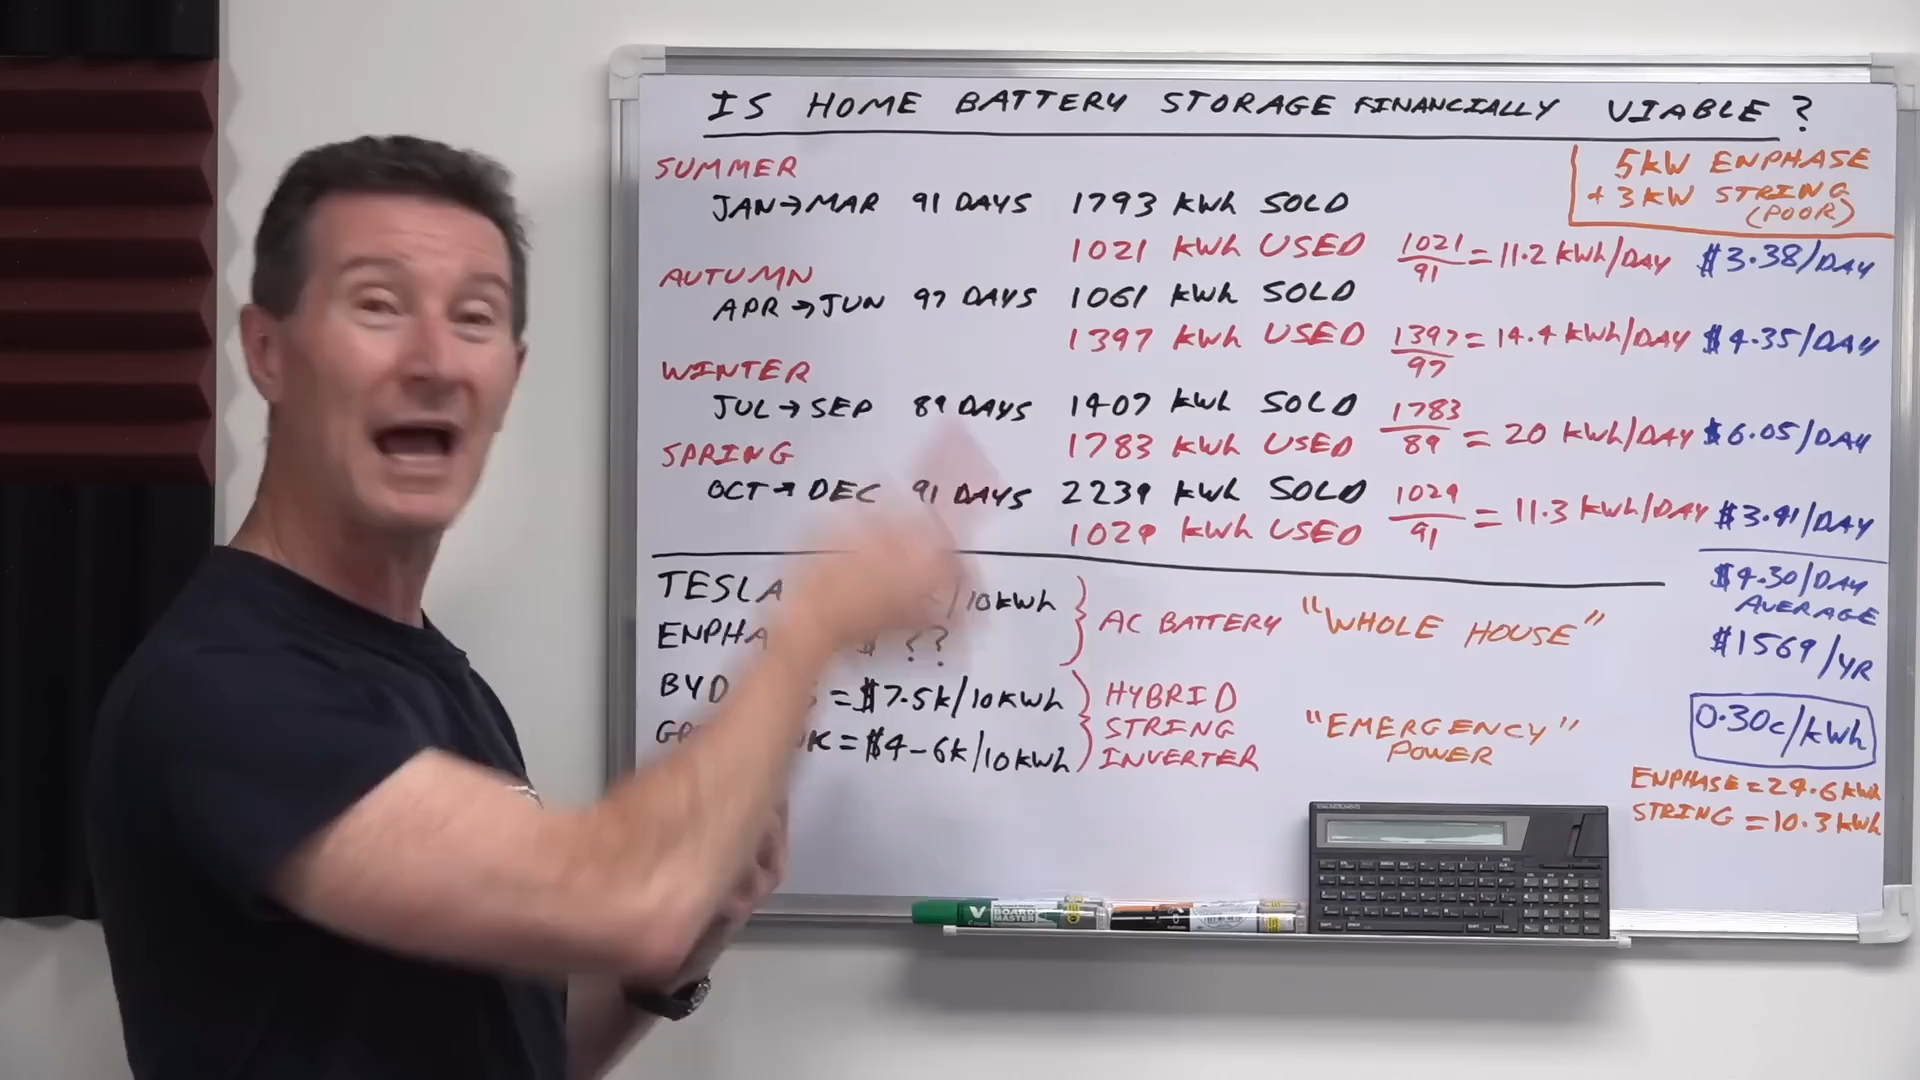 IS HOME BATTERY STORAGE FINANCIALLY VIABLE ?
5kW ENPHASE
+ 3kW STRING
(POOR)
SUMMER
JAN→MAR 91 DAYS 1793 kWh SOLD
1021 kWh USED 1021/91 = 11.2 kWh/DAY $3.38/DAY
AUTUMN
APR→JUN 97 DAYS 1061 kWh SOLD
1397 kWh USED 1397/97 = 14.4 kWh/DAY $4.35/DAY
WINTER
JUL→SEP 89 DAYS 1407 kWh SOLD
1783 kWh USED 1783/89 = 20 kWh/DAY $6.05/DAY
SPRING
OCT→DEC 91 DAYS 2239 kWh SOLD
1029 kWh USED 1029/91 = 11.3 kWh/DAY $3.41/DAY
$4.30/DAY
AVERAGE
$1569/YR
0.30c/kWh
ENPHASE = 24.6kWh
STRING = 10.3kWh
/10kWh
$ ??
AC BATTERY "WHOLE HOUSE"
BYD = $7.5k/10kWh
= $4-6k/10kWh
HYBRID
STRING
INVERTER
"EMERGENCY"
POWER
V BOARD
MASTER